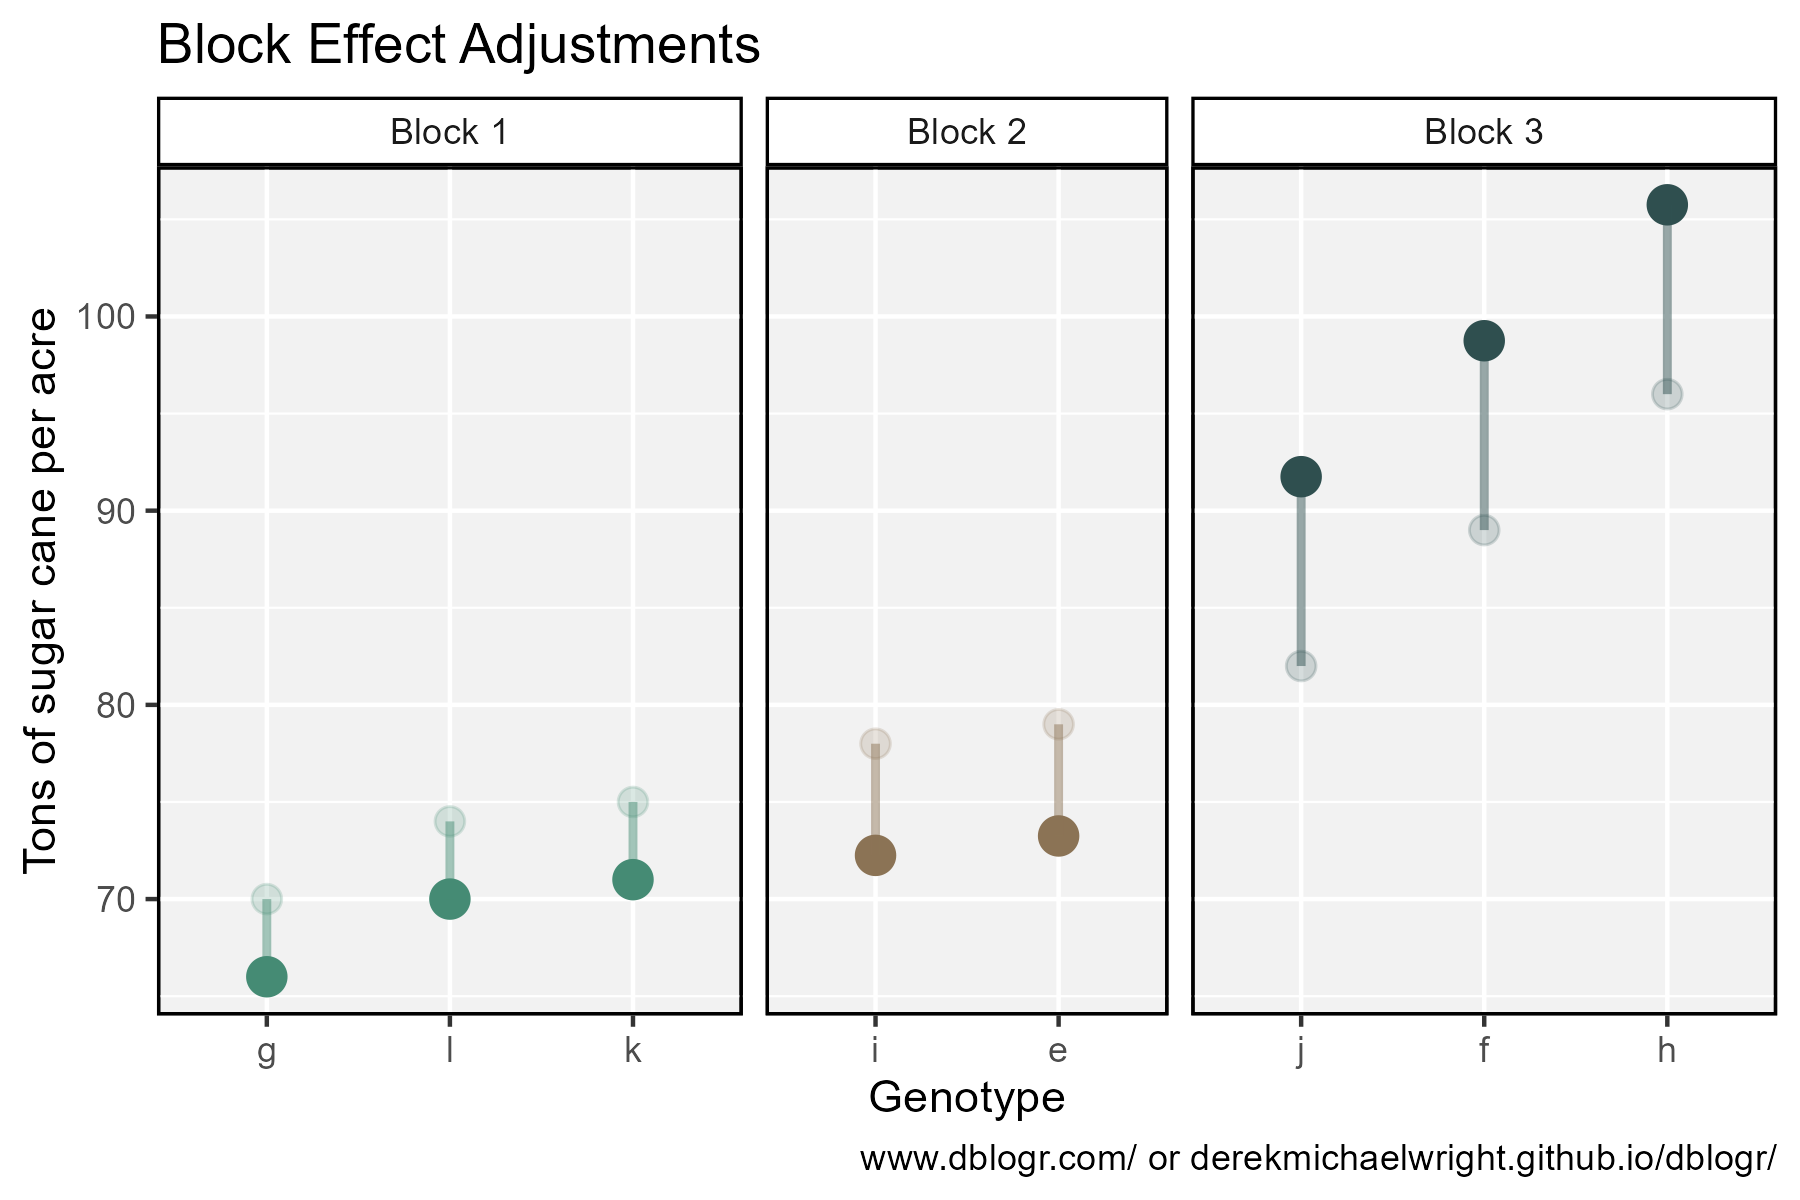 Block Effect Adjustments
Block 1
Block 2
Block 3
Tons of sugar cane per acre
100
90
80
70
g
l
k
i
e
j
f
h
Genotype
www.dblogr.com/ or derekmichaelwright.github.io/dblogr/